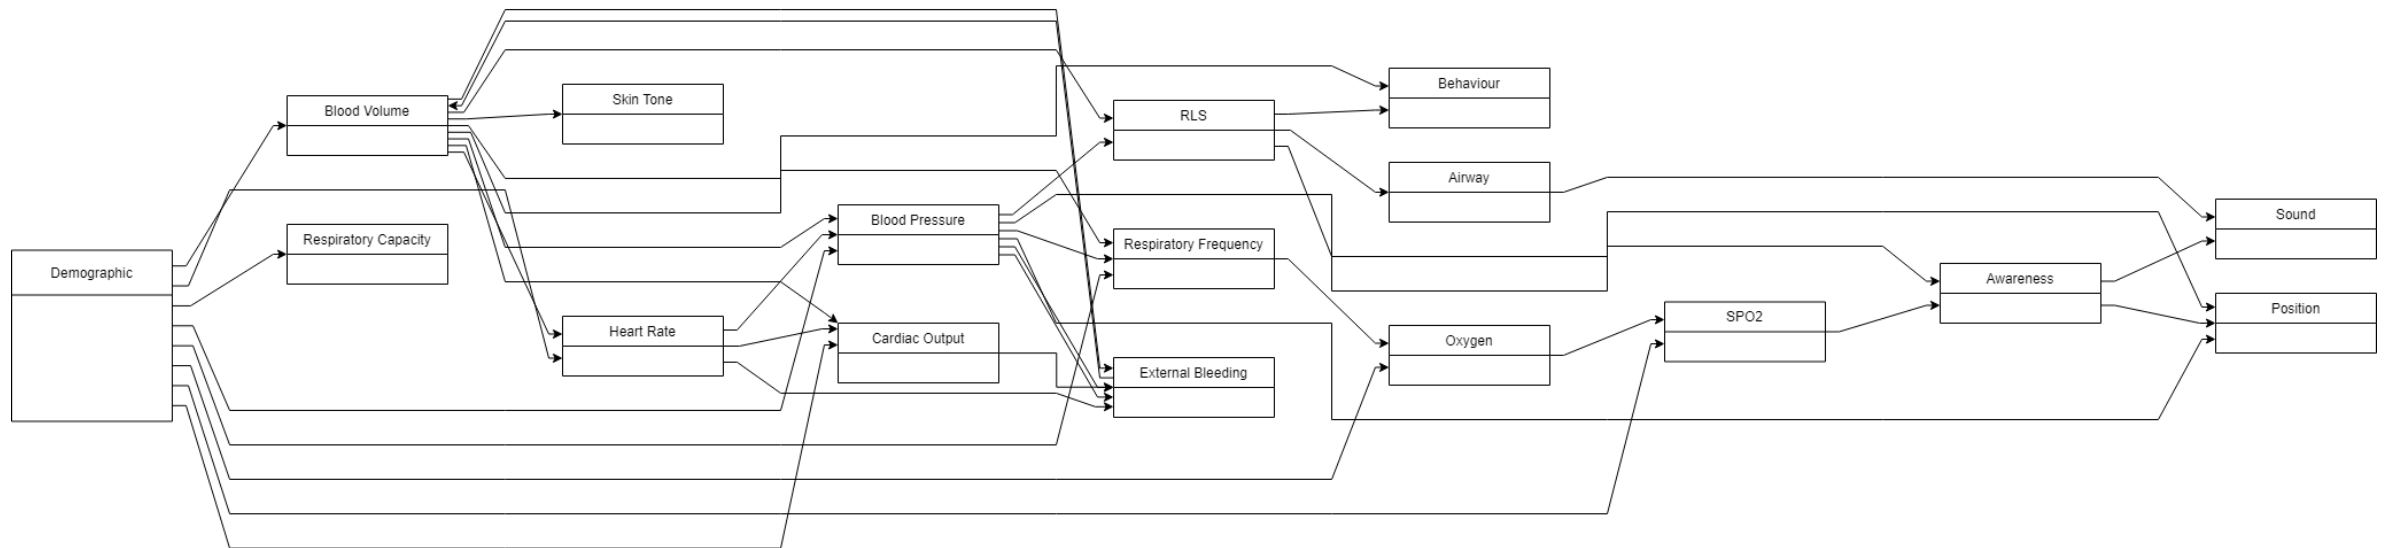 Demographic
Blood Volume
Respiratory Capacity
Skin Tone
Heart Rate
Blood Pressure
Cardiac Output
RLS
Respiratory Frequency
External Bleeding
Behaviour
Airway
Oxygen
SPO2
Awareness
Sound
Position